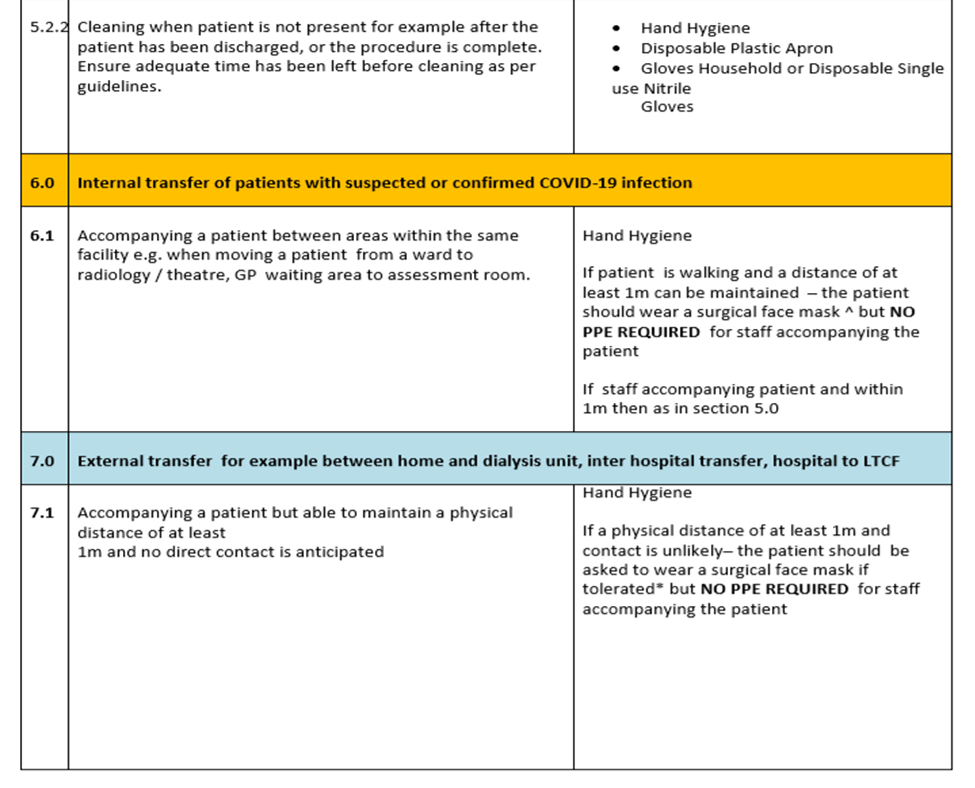 5.2.2 Cleaning when patient is not present for example after the
patient has been discharged, or the procedure is complete.
Ensure adequate time has been left before cleaning as per
guidelines.
• Hand Hygiene
• Disposable Plastic Apron
• Gloves Household or Disposable Single
use Nitrile
Gloves
6.0 Internal transfer of patients with suspected or confirmed COVID-19 infection
6.1 Accompanying a patient between areas within the same
facility e.g. when moving a patient from a ward to
radiology / theatre, GP waiting area to assessment room.
Hand Hygiene
If patient is walking and a distance of at
least 1m can be maintained – the patient
should wear a surgical face mask ^ but NO
PPE REQUIRED for staff accompanying the
patient
If staff accompanying patient and within
1m then as in section 5.0
7.0 External transfer for example between home and dialysis unit, inter hospital transfer, hospital to LTCF
7.1 Accompanying a patient but able to maintain a physical
distance of at least
1m and no direct contact is anticipated
Hand Hygiene
If a physical distance of at least 1m and
contact is unlikely– the patient should be
asked to wear a surgical face mask if
tolerated* but NO PPE REQUIRED for staff
accompanying the patient